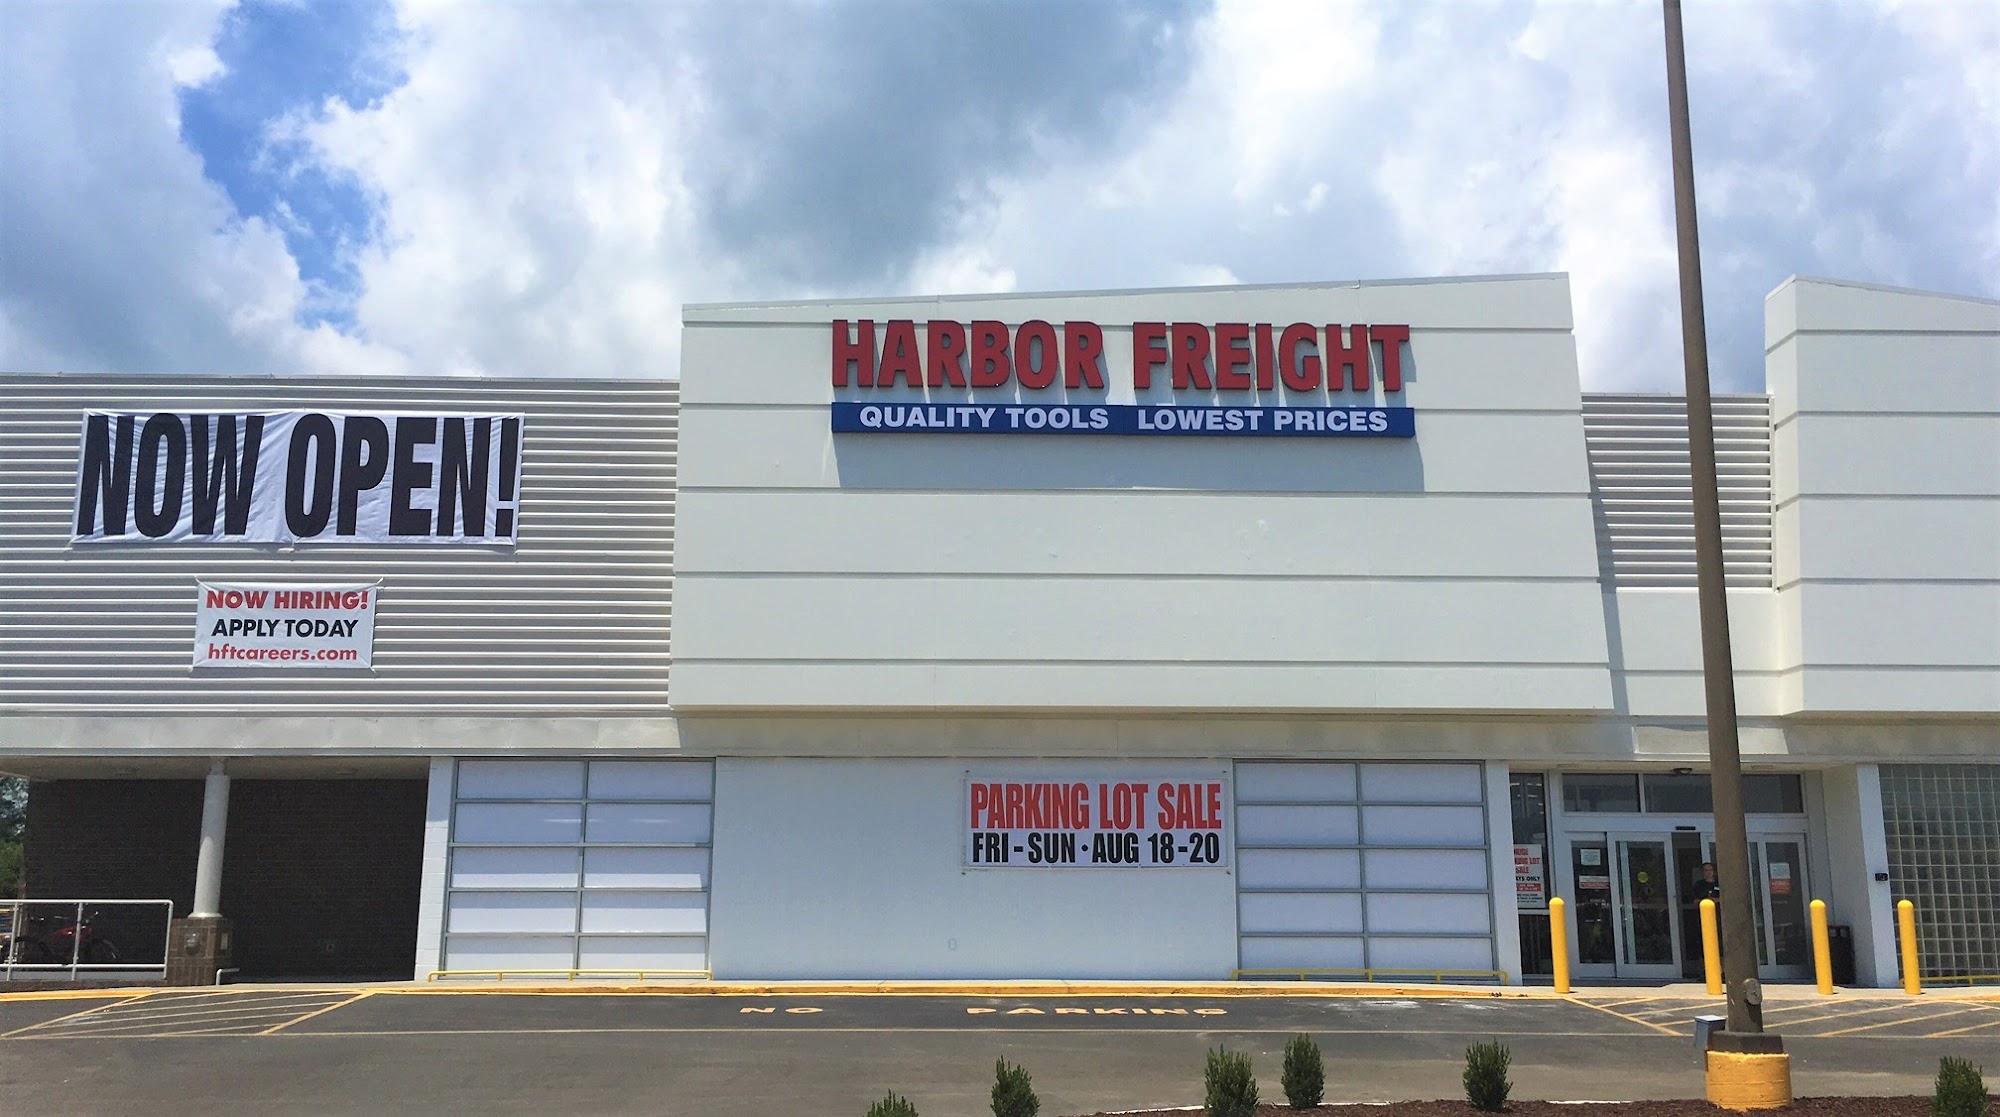 HARBOR FREIGHT
QUALITY TOOLS LOWEST PRICES
NOW OPEN!
NOW HIRING!
APPLY TODAY
hftcareers.com
PARKING LOT SALE
FRI - SUN • AUG 18 - 20
NO PARKING